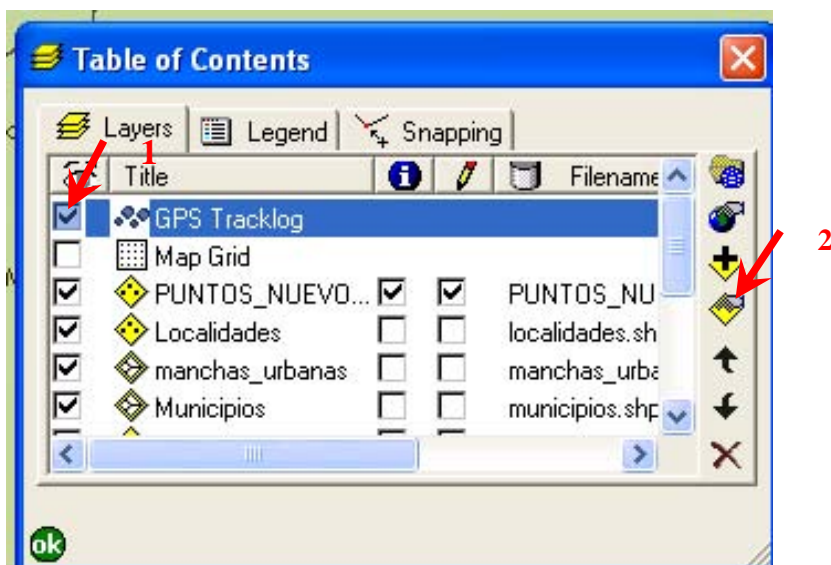 Table of Contents
Layers Legend Snapping
1
Title Filename
GPS Tracklog
2
Map Grid
PUNTOS_NUEVO... PUNTOS_NU
Localidades localidades.sh
manchas_urbanas manchas_urba
Municipios municipios.shp
ok